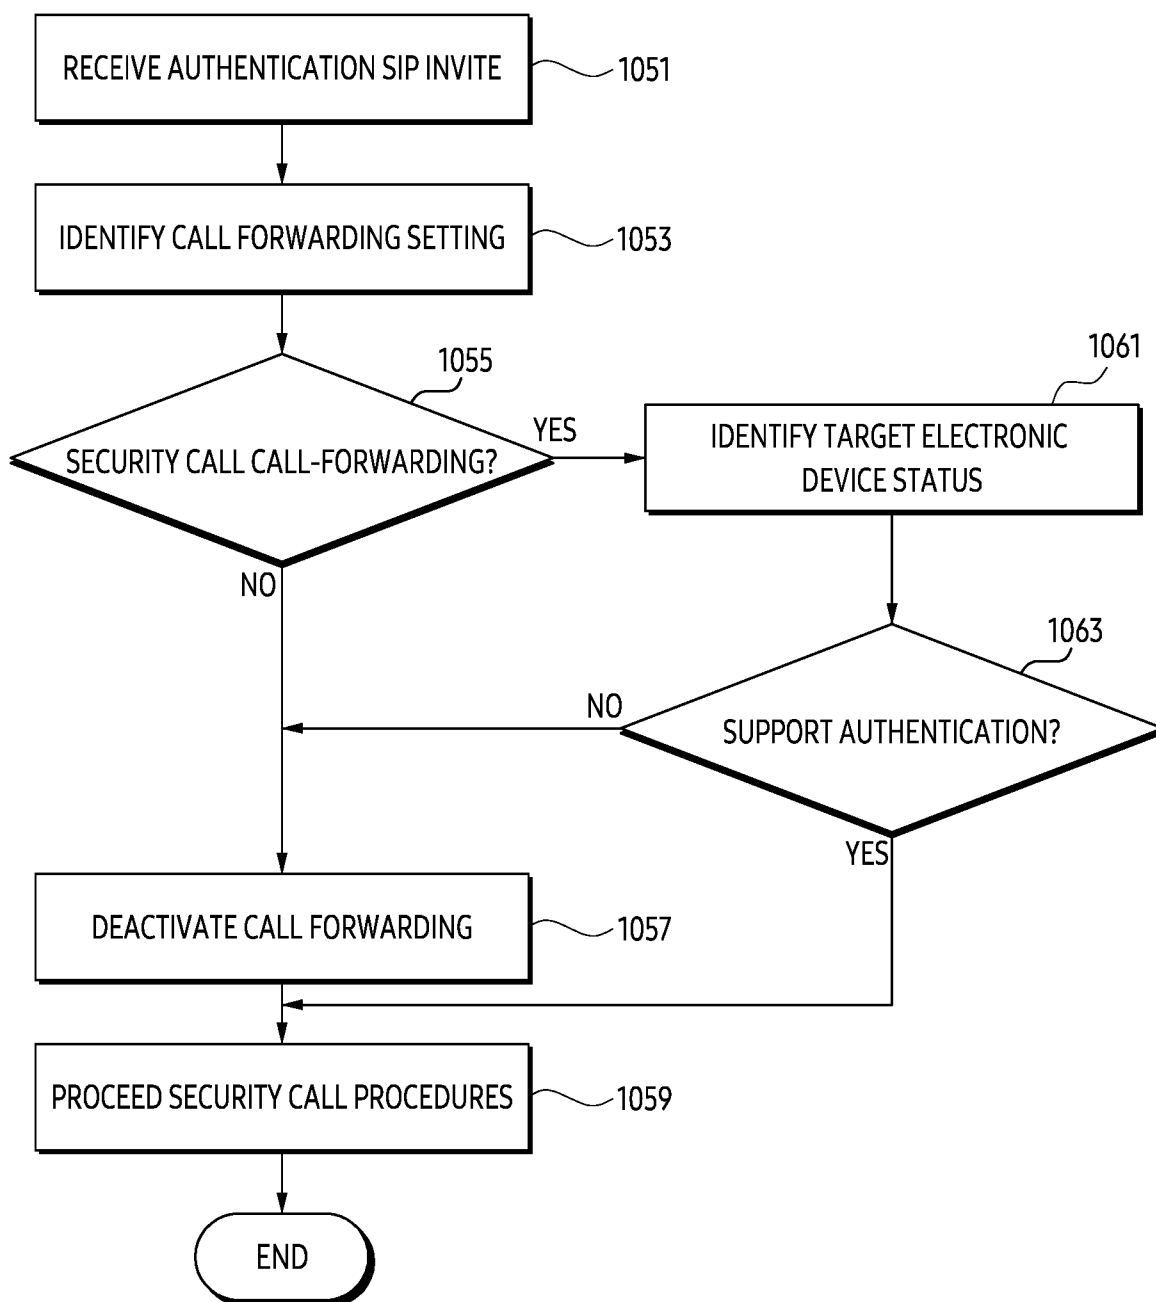 RECEIVE AUTHENTICATION SIP INVITE
1051
IDENTIFY CALL FORWARDING SETTING
1053
1055
SECURITY CALL CALL-FORWARDING?
YES
NO
1061
IDENTIFY TARGET ELECTRONIC
DEVICE STATUS
1063
SUPPORT AUTHENTICATION?
NO
YES
DEACTIVATE CALL FORWARDING
1057
PROCEED SECURITY CALL PROCEDURES
1059
END